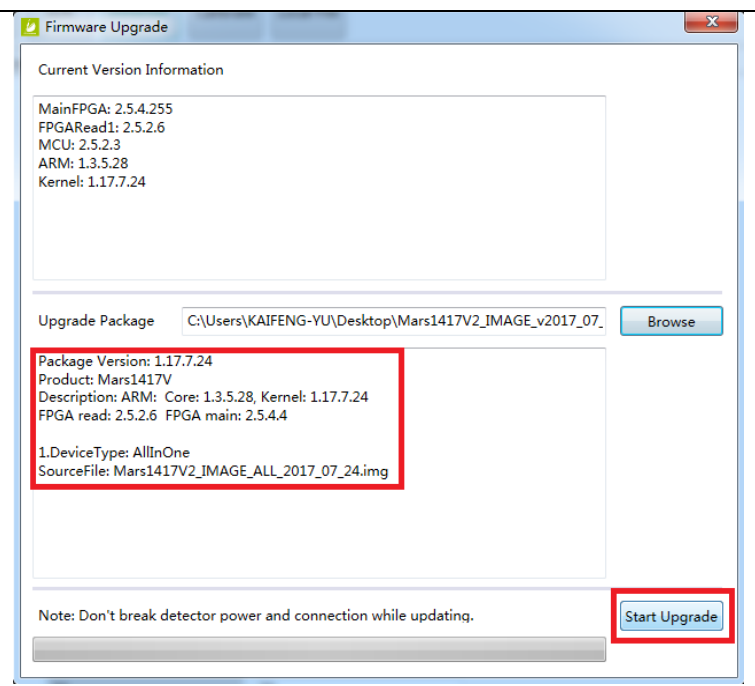 Firmware Upgrade
Current Version Information
MainFPGA: 2.5.4.255
FPGARead1: 2.5.2.6
MCU: 2.5.2.3
ARM: 1.3.5.28
Kernel: 1.17.7.24
Upgrade Package C:\Users\KAIFENG-YU\Desktop\Mars1417V2_IMAGE_v2017_07_ Browse
Package Version: 1.17.7.24
Product: Mars1417V
Description: ARM: Core: 1.3.5.28, Kernel: 1.17.7.24
FPGA read: 2.5.2.6 FPGA main: 2.5.4.4
1.DeviceType: AllInOne
SourceFile: Mars1417V2_IMAGE_ALL_2017_07_24.img
Note: Don't break detector power and connection while updating. Start Upgrade